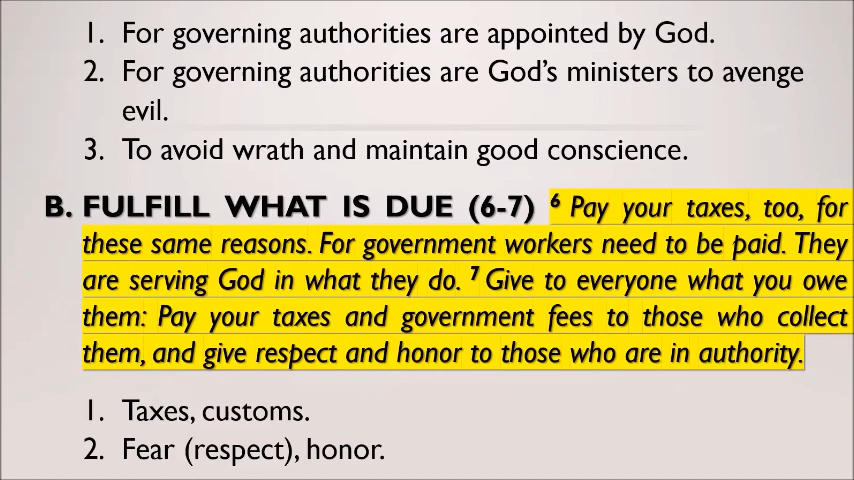 1. For governing authorities are appointed by God.
2. For governing authorities are God's ministers to avenge
evil.
3. To avoid wrath and maintain good conscience.
B. FULFILL WHAT IS DUE (6-7) ⁶ Pay your taxes, too, for
these same reasons. For government workers need to be paid. They
are serving God in what they do. ⁷ Give to everyone what you owe
them: Pay your taxes and government fees to those who collect
them, and give respect and honor to those who are in authority.
1. Taxes, customs.
2. Fear (respect), honor.